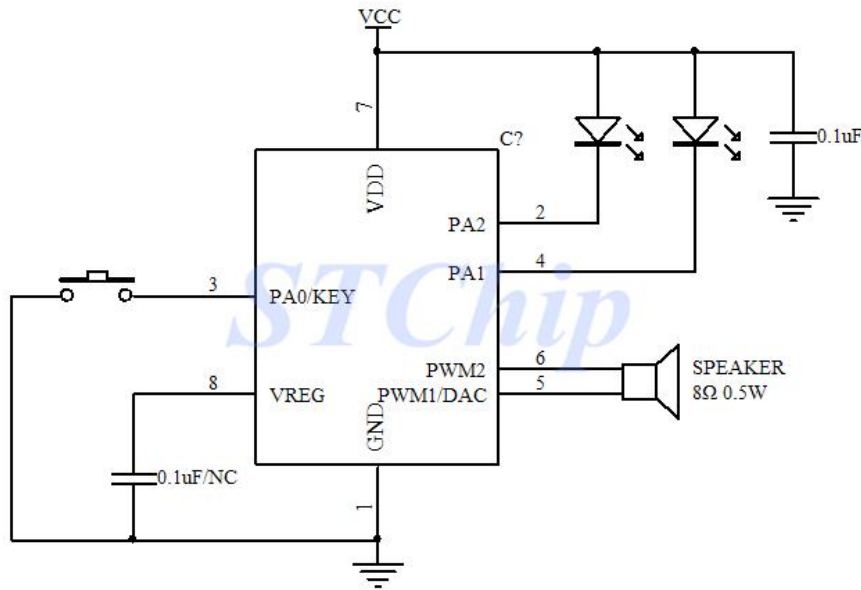 VCC
7
C?
0.1uF
VDD
PA2
2
PA1
4
3
PA0/KEY
STChip
PWM2
6
SPEAKER
8
VREG
PWM1/DAC
5
8Ω 0.5W
GND
0.1uF/NC
1